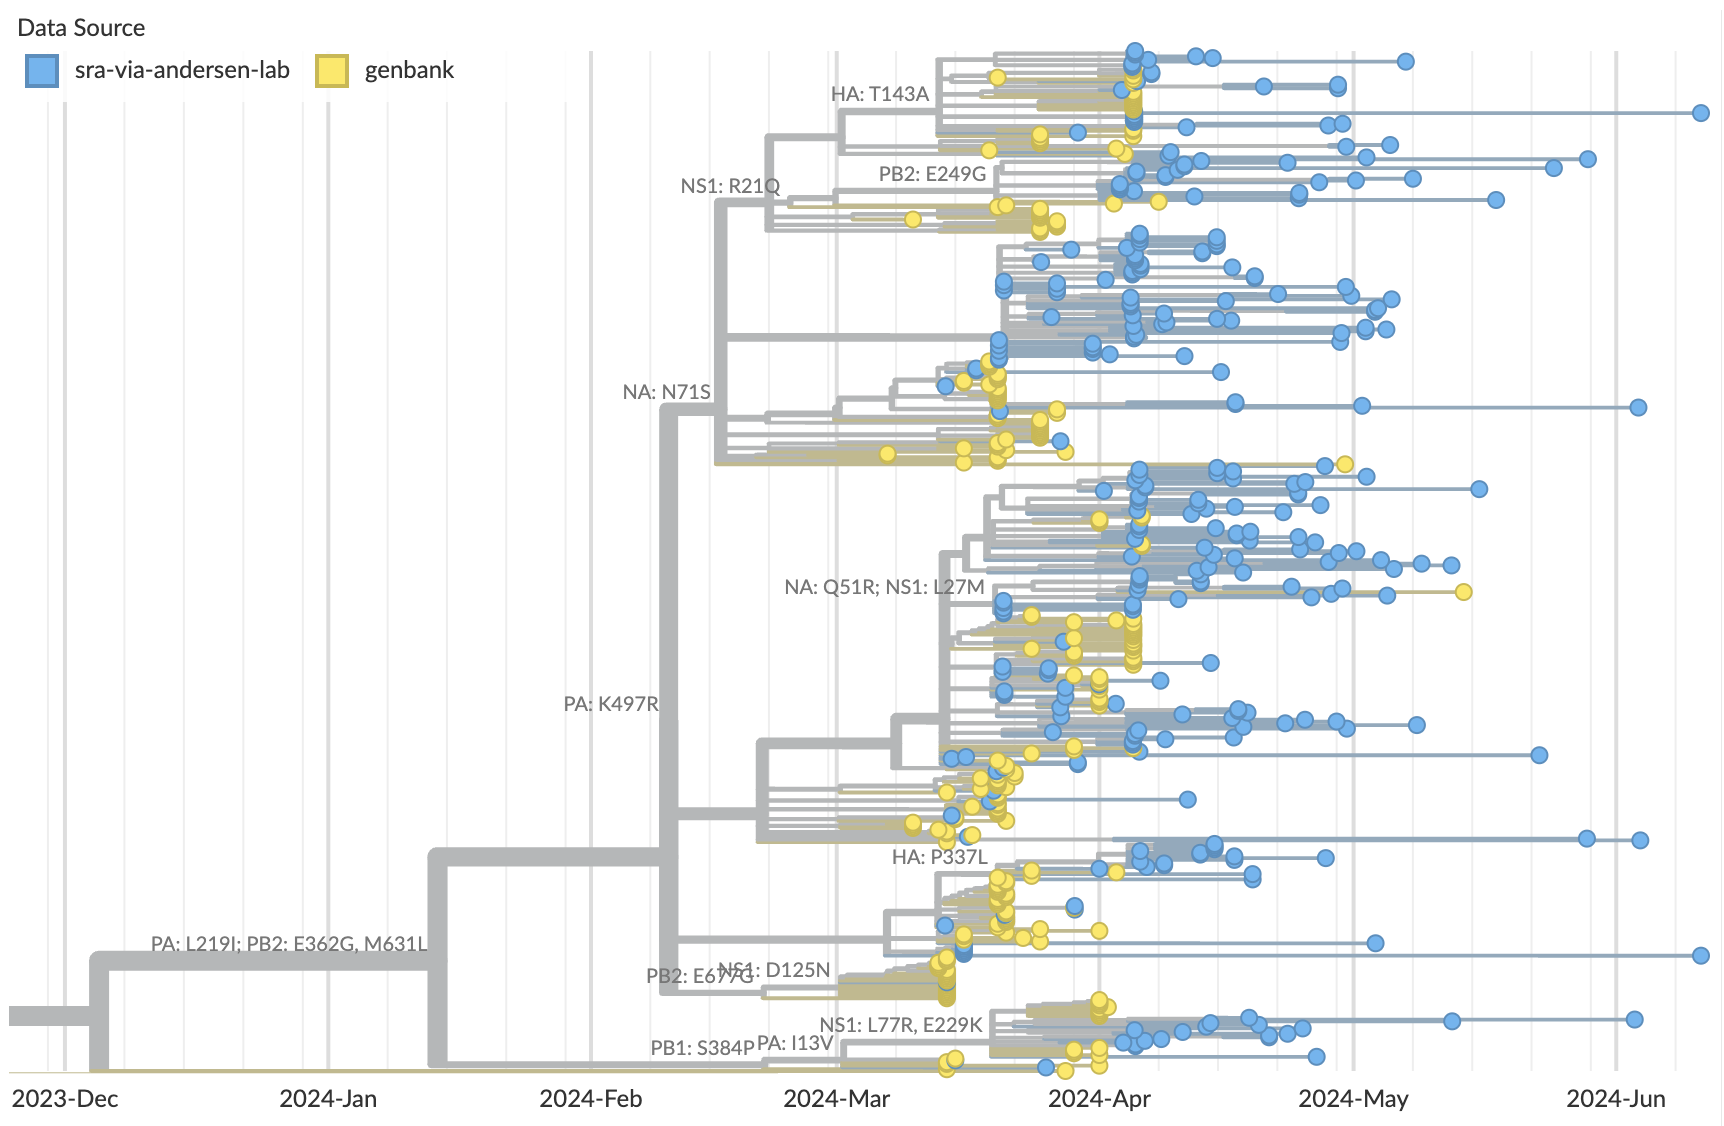 Data Source
sra-via-andersen-lab genbank
HA: T143A
PB2: E249G
NS1: R21Q
NA: N71S
NA: Q51R; NS1: L27M
PA: K497R
HA: P337L
PA: L219I; PB2: E362G, M631L
NS1: D125N
PB2: E677G
NS1: L77R, E229K
PA: I13V
PB1: S384P
2023-Dec 2024-Jan 2024-Feb 2024-Mar 2024-Apr 2024-May 2024-Jun